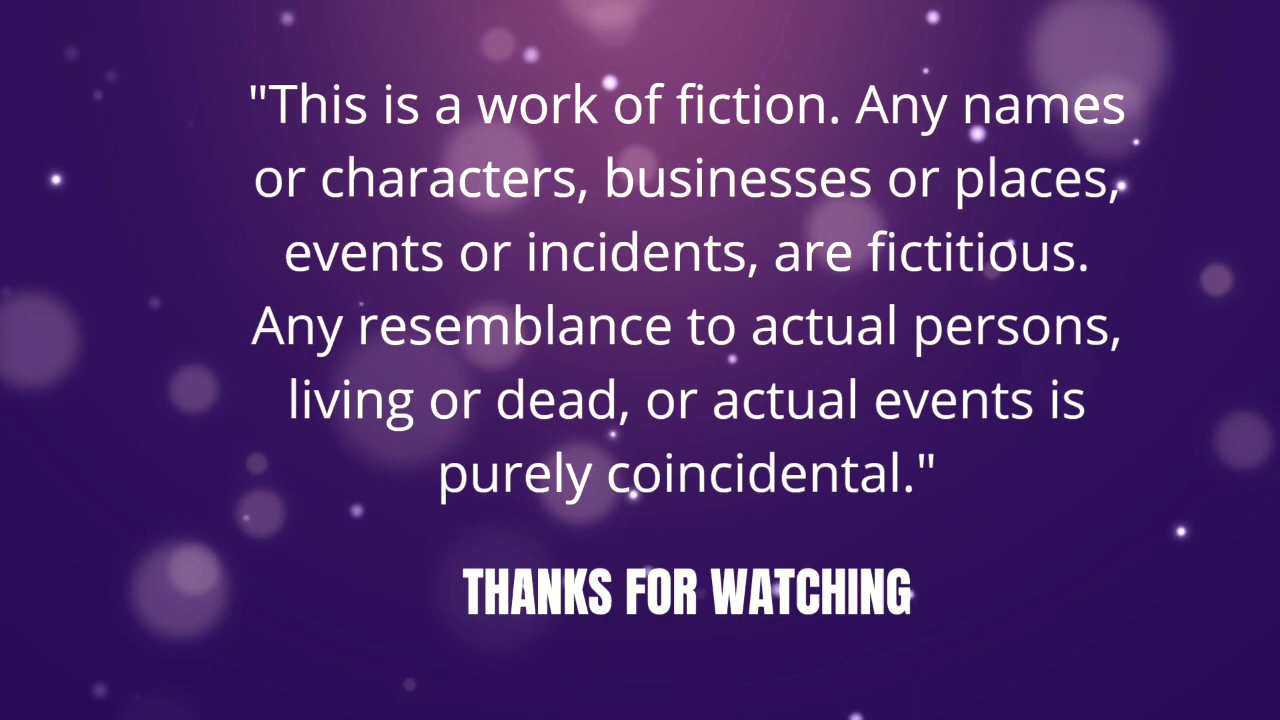 "This is a work of fiction. Any names
or characters, businesses or places,
events or incidents, are fictitious.
Any resemblance to actual persons,
living or dead, or actual events is
purely coincidental."
THANKS FOR WATCHING